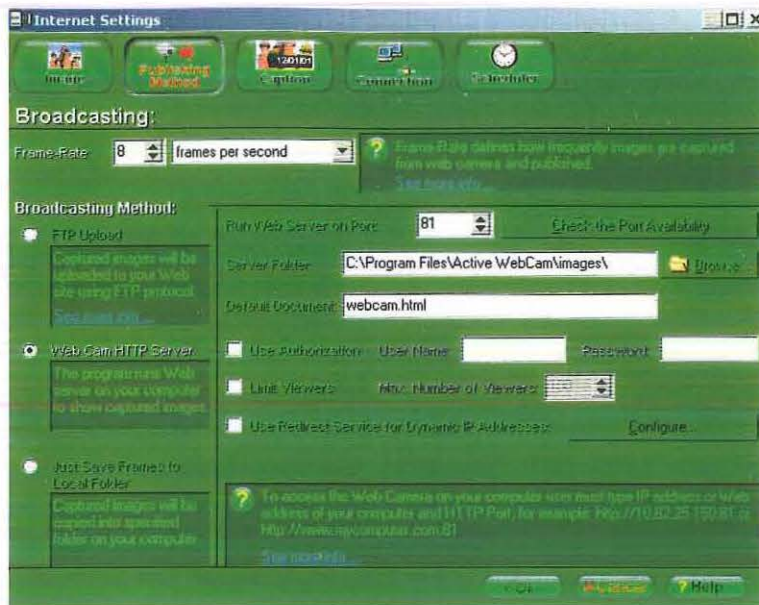 Internet Settings
Image
Publishing
Method
12/01/01
Caption
Connection
Scheduler
Broadcasting:
Frame-Rate: 8 frames per second
? Frame-Rate defines how frequently images are captured
from web camera and published.
See more info ...
Broadcasting Method:
FTP Upload
Captured images will be
uploaded to your Web
site using FTP protocol.
See more info ...
Web Cam HTTP Server
The program runs Web
server on your computer
to show captured images.
Just Save Frames to
Local Folder
Captured images will be
copied into specified
folder on your computer
Run Web Server on Port: 81 Check the Port Availability
Server Folder: C:\Program Files\Active WebCam\images\ Browse...
Default Document: webcam.html
Use Authorization User Name: Password:
Limit Viewers Max. Number of Viewers:
Use Redirect Service for Dynamic IP Addresses: Configure...
? To access the Web Camera on your computer user must type IP address or Web
address of your computer and HTTP Port, for example: http://10.82.25.150:81 or
http://www.mycomputer.com:81
See more info ...
? Help